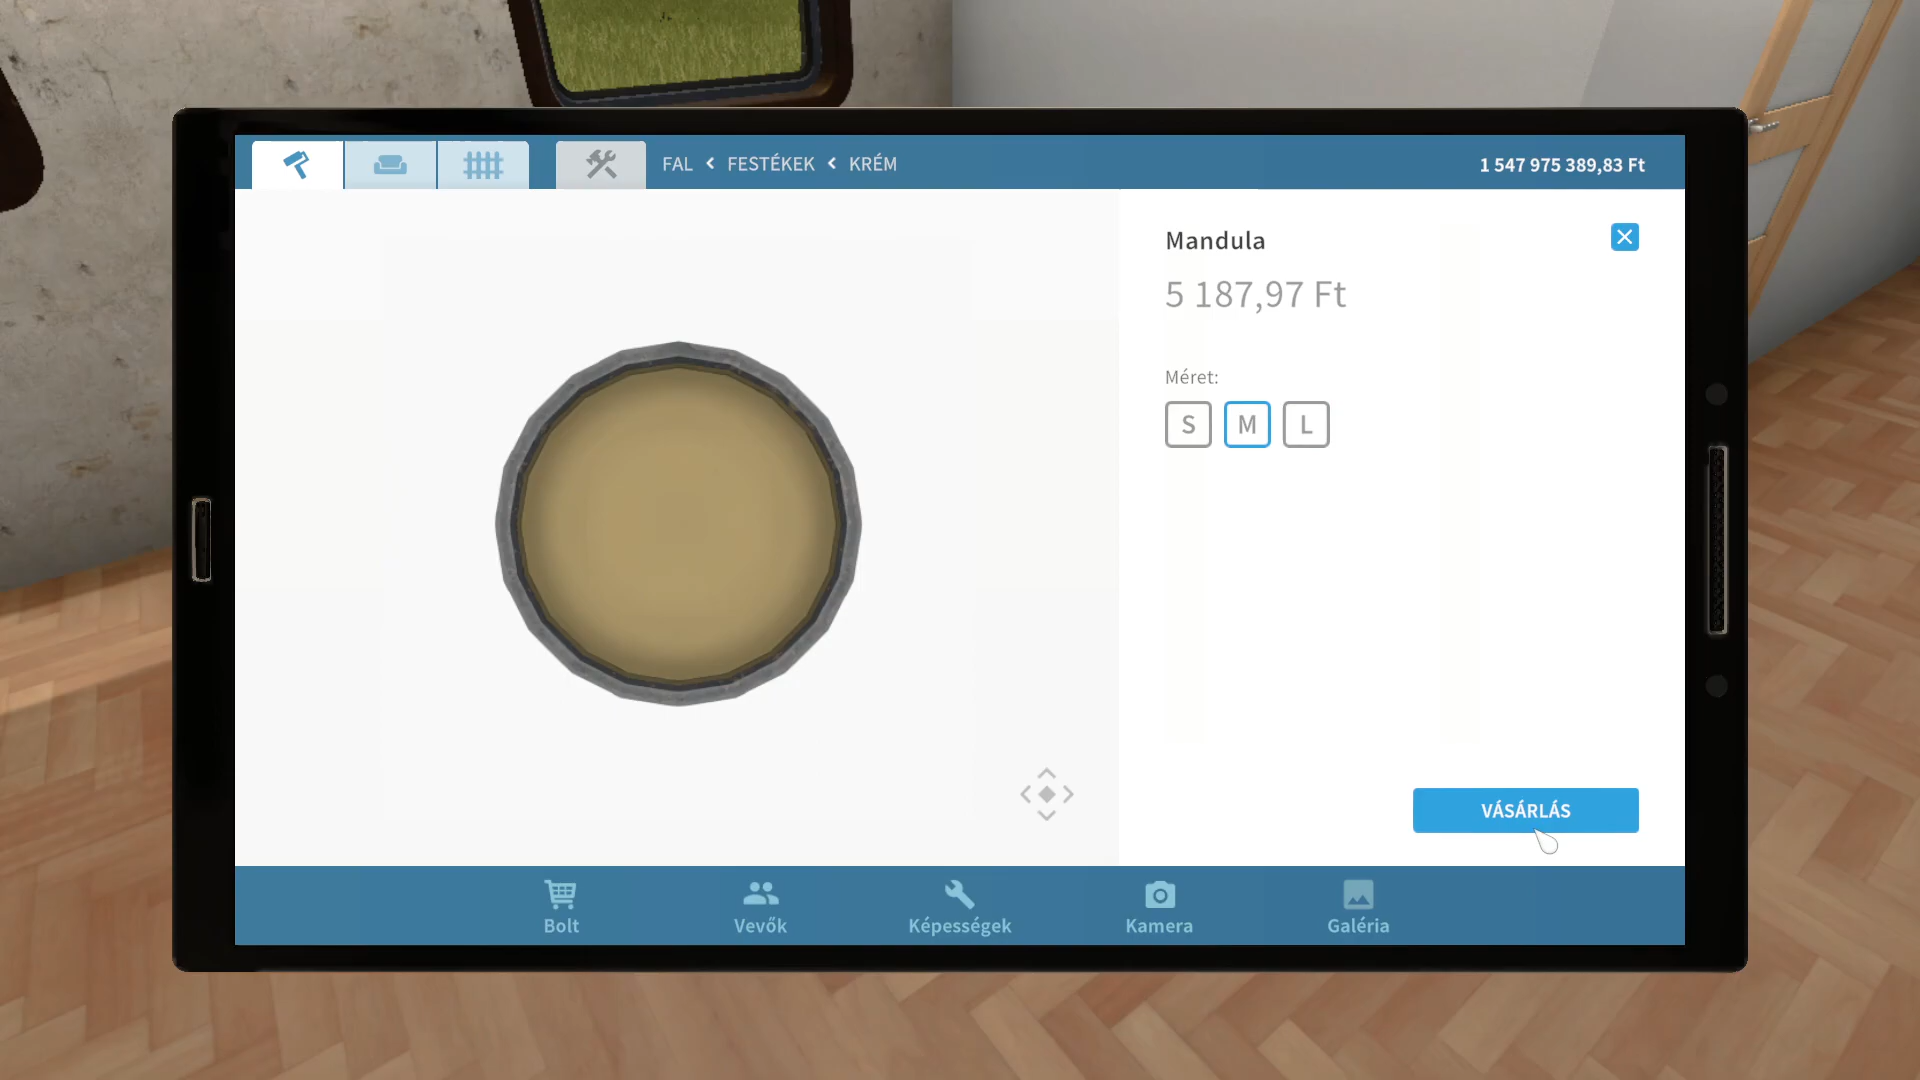 FAL < FESTÉKEK < KRÉM
1 547 975 389,83 Ft
Mandula
5 187,97 Ft
Méret:
S M L
VÁSÁRLÁS
Bolt Vevők Képességek Kamera Galéria